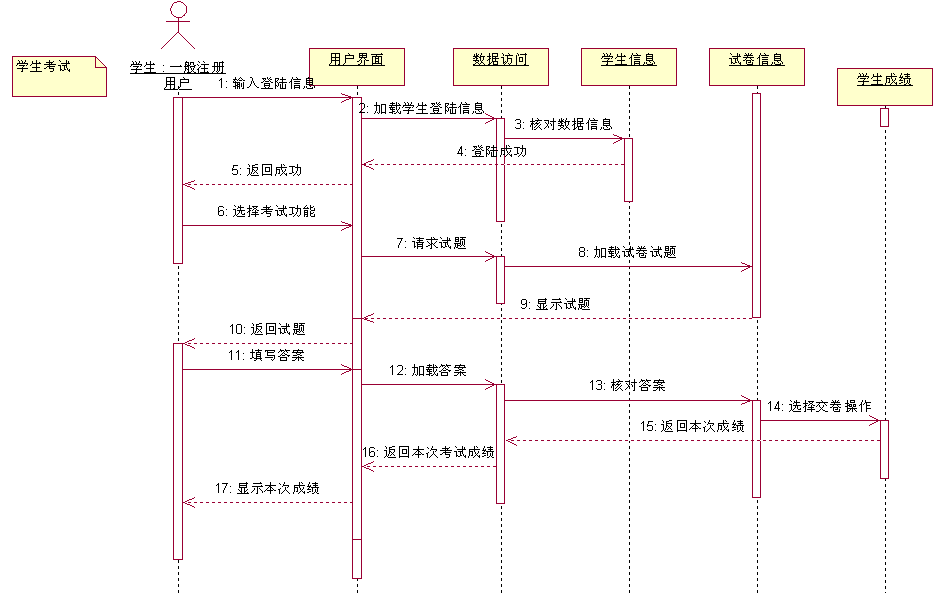 学生考试
学生 : 一般注册
用户
用户界面
数据访问
学生信息
试卷信息
学生成绩
1: 输入登陆信息
2: 加载学生登陆信息
3: 核对数据信息
4: 登陆成功
5: 返回成功
6: 选择考试功能
7: 请求试题
8: 加载试卷试题
9: 显示试题
10: 返回试题
11: 填写答案
12: 加载答案
13: 核对答案
14: 选择交卷操作
15: 返回本次成绩
16: 返回本次考试成绩
17: 显示本次成绩